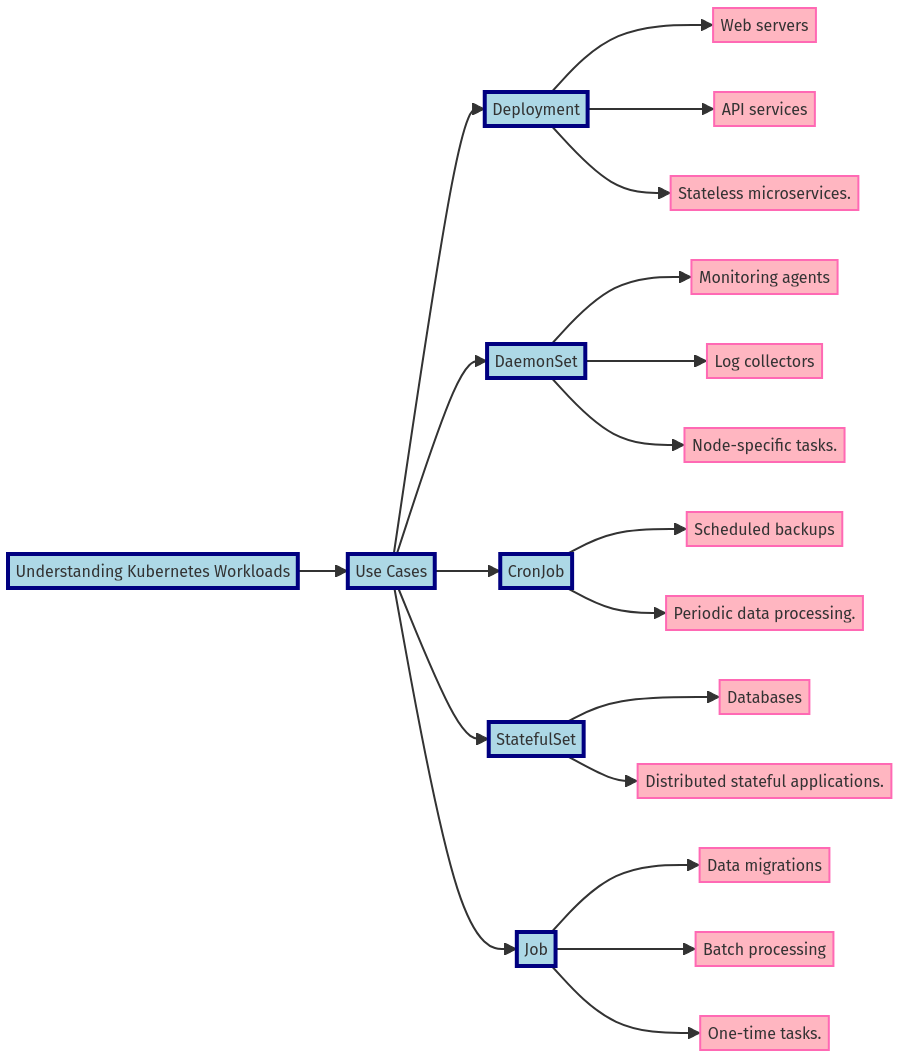 Understanding Kubernetes Workloads
Use Cases
Deployment
Web servers
API services
Stateless microservices.
DaemonSet
Monitoring agents
Log collectors
Node-specific tasks.
CronJob
Scheduled backups
Periodic data processing.
StatefulSet
Databases
Distributed stateful applications.
Job
Data migrations
Batch processing
One-time tasks.